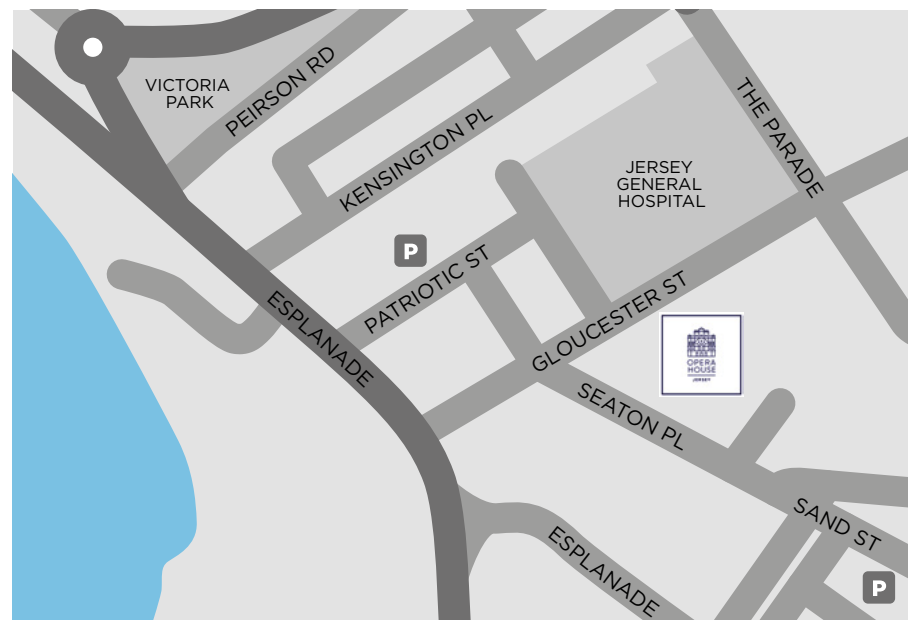 VICTORIA
PARK
PEIRSON RD
KENSINGTON PL
THE PARADE
JERSEY
GENERAL
HOSPITAL
P
PATRIOTIC ST
ESPLANADE
GLOUCESTER ST
OPERA
HOUSE
JERSEY
SEATON PL
SAND ST
ESPLANADE
P